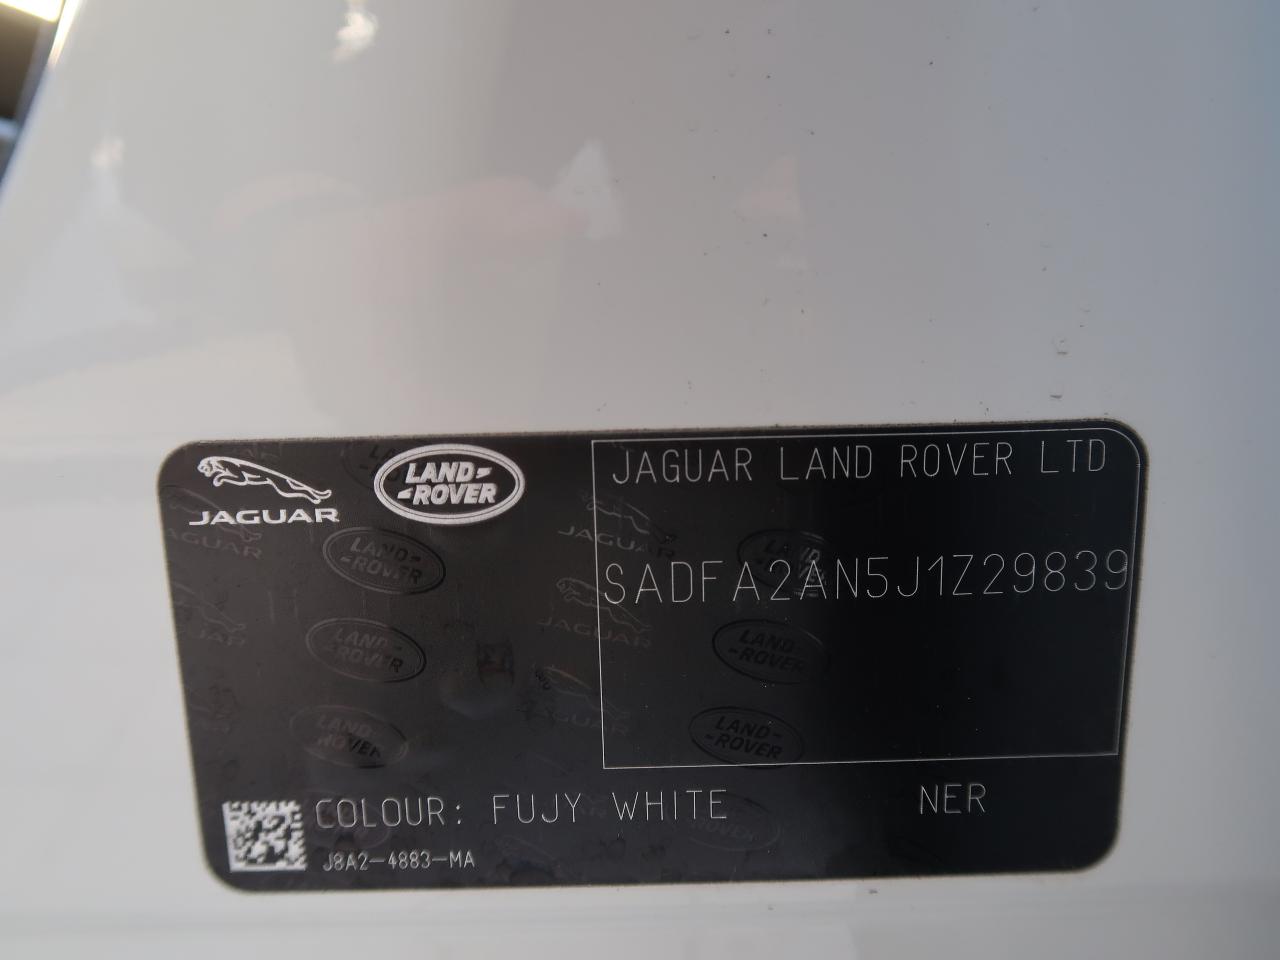 JAGUAR
LAND-
-ROVER
JAGUAR LAND ROVER LTD
SADFA2AN5J1Z29839
COLOUR: FUJY WHITE
NER
J8A2-4883-MA